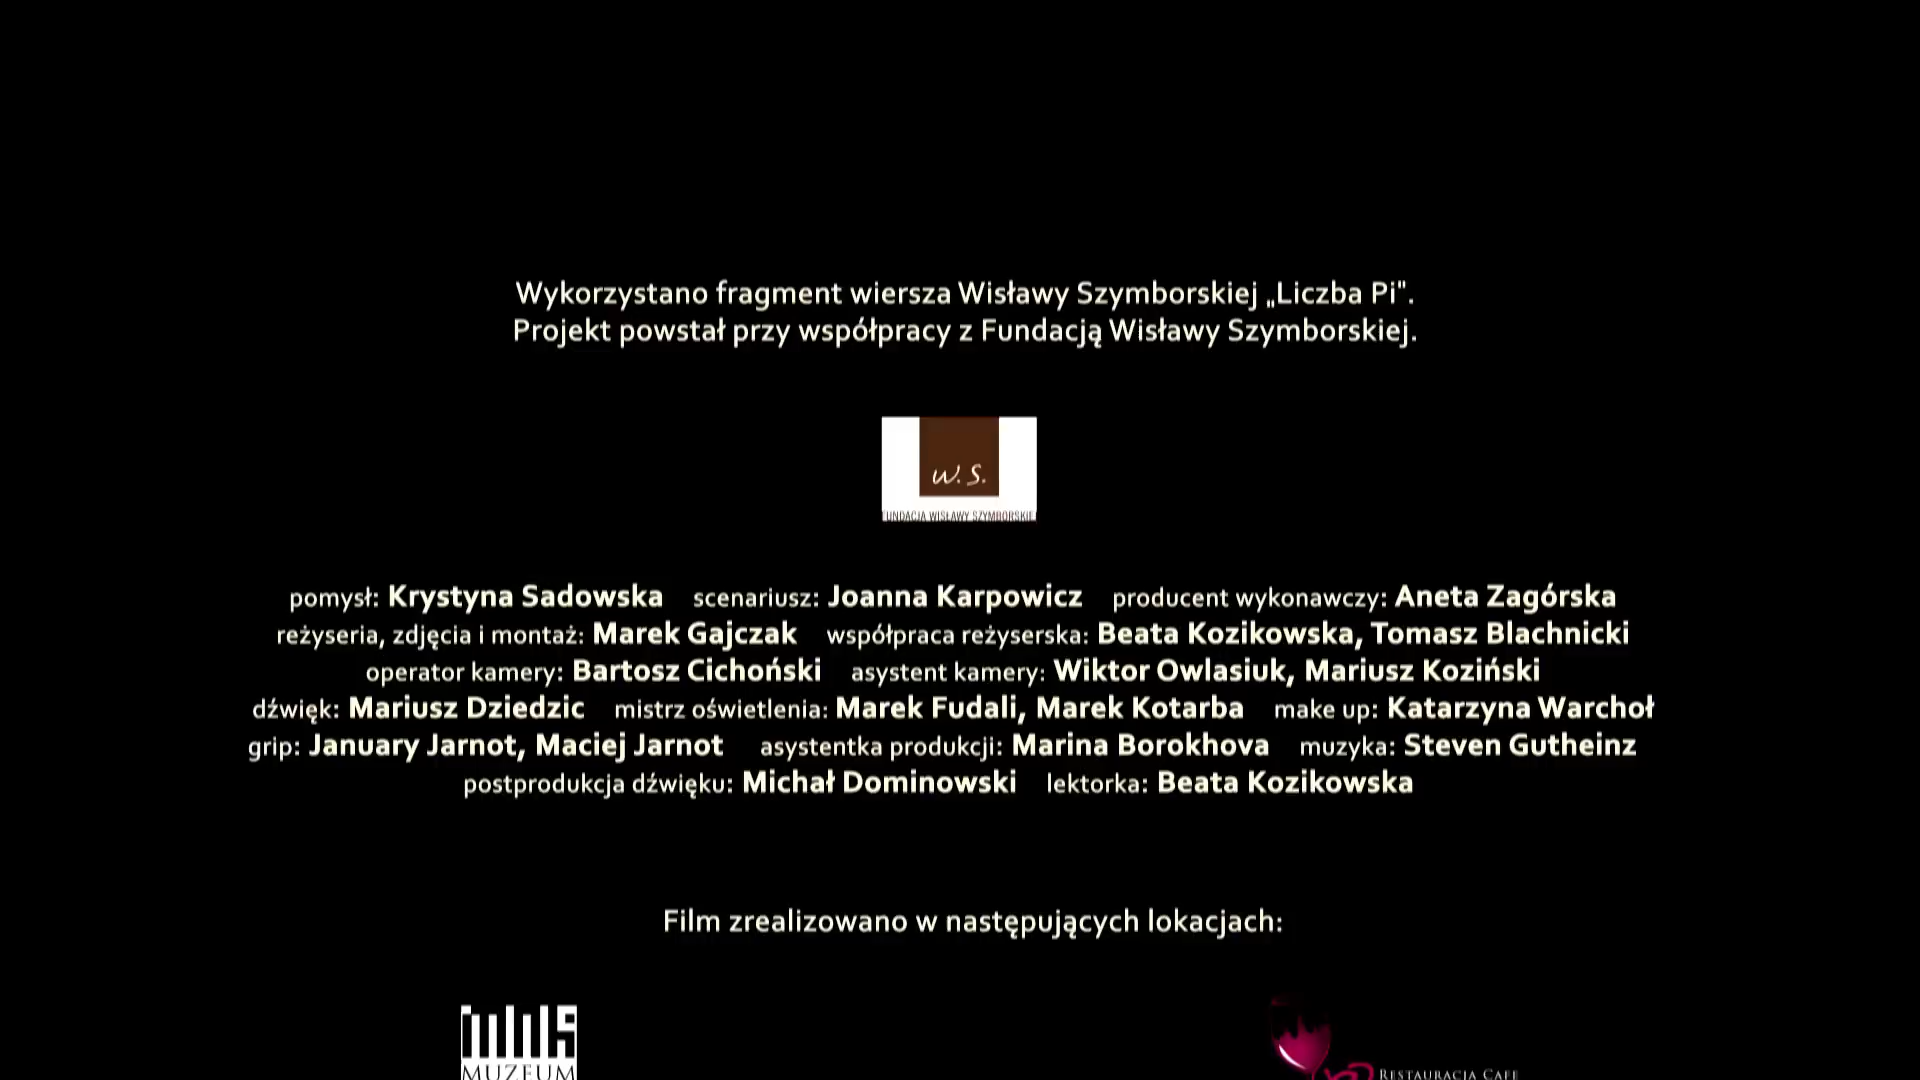 Wykorzystano fragment wiersza Wisławy Szymborskiej „Liczba Pi".
Projekt powstał przy współpracy z Fundacją Wisławy Szymborskiej.
w. s.
FUNDACJA WISŁAWY SZYMBORSKIEJ
pomysł: Krystyna Sadowska scenariusz: Joanna Karpowicz producent wykonawczy: Aneta Zagórska
reżyseria, zdjęcia i montaż: Marek Gajczak współpraca reżyserska: Beata Kozikowska, Tomasz Blachnicki
operator kamery: Bartosz Cichoński asystent kamery: Wiktor Owlasiuk, Mariusz Koziński
dźwięk: Mariusz Dziedzic mistrz oświetlenia: Marek Fudali, Marek Kotarba make up: Katarzyna Warchoł
grip: January Jarnot, Maciej Jarnot asystentka produkcji: Marina Borokhova muzyka: Steven Gutheinz
postprodukcja dźwięku: Michał Dominowski lektorka: Beata Kozikowska
Film zrealizowano w następujących lokacjach:
MUZEUM
RESTAURACJA CAFE